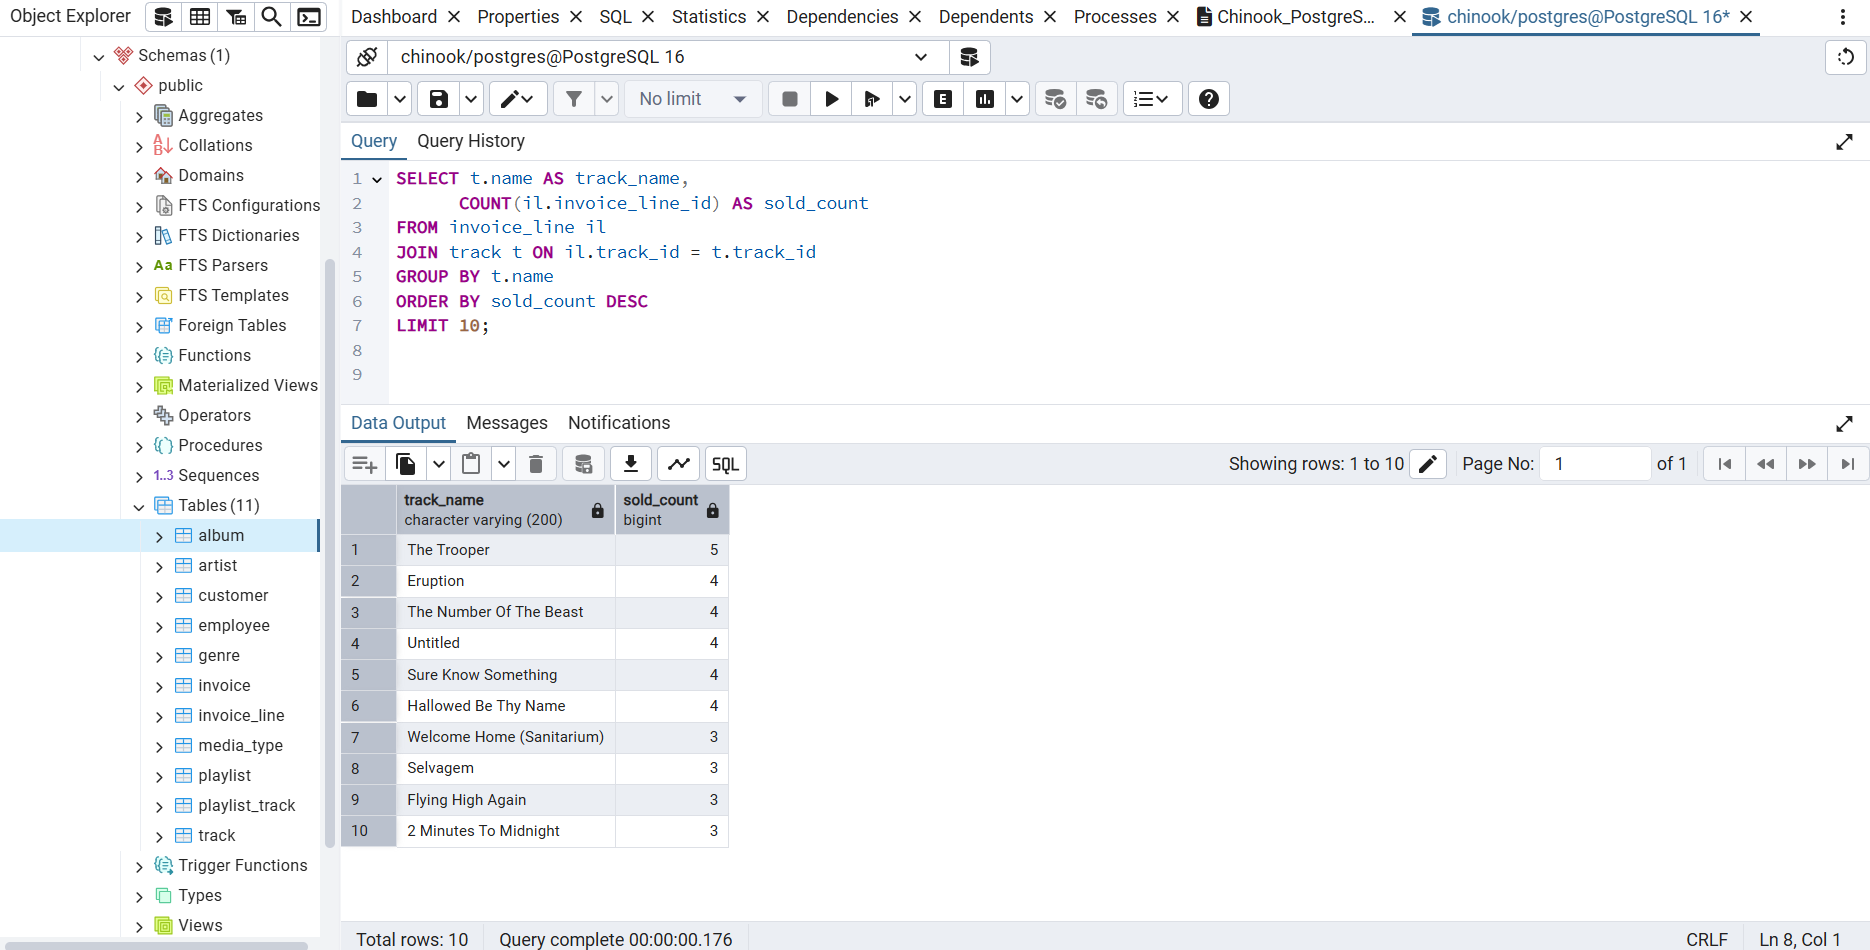 Object Explorer
Dashboard
Properties
SQL
Statistics
Dependencies
Dependents
Processes
Chinook_PostgreS...
chinook/postgres@PostgreSQL 16*
Schemas (1)
public
Aggregates
Collations
Domains
FTS Configurations
FTS Dictionaries
Aa FTS Parsers
FTS Templates
Foreign Tables
Functions
Materialized Views
Operators
Procedures
1..3 Sequences
Tables (11)
album
artist
customer
employee
genre
invoice
invoice_line
media_type
playlist
playlist_track
track
Trigger Functions
Types
Views
chinook/postgres@PostgreSQL 16
No limit
E
Query
Query History
1 SELECT t.name AS track_name,
2 COUNT(il.invoice_line_id) AS sold_count
3 FROM invoice_line il
4 JOIN track t ON il.track_id = t.track_id
5 GROUP BY t.name
6 ORDER BY sold_count DESC
7 LIMIT 10;
8
9
Data Output
Messages
Notifications
SQL
Showing rows: 1 to 10
Page No: 1 of 1
track_name sold_count
character varying (200) bigint
1 The Trooper 5
2 Eruption 4
3 The Number Of The Beast 4
4 Untitled 4
5 Sure Know Something 4
6 Hallowed Be Thy Name 4
7 Welcome Home (Sanitarium) 3
8 Selvagem 3
9 Flying High Again 3
10 2 Minutes To Midnight 3
Total rows: 10
Query complete 00:00:00.176
CRLF
Ln 8, Col 1